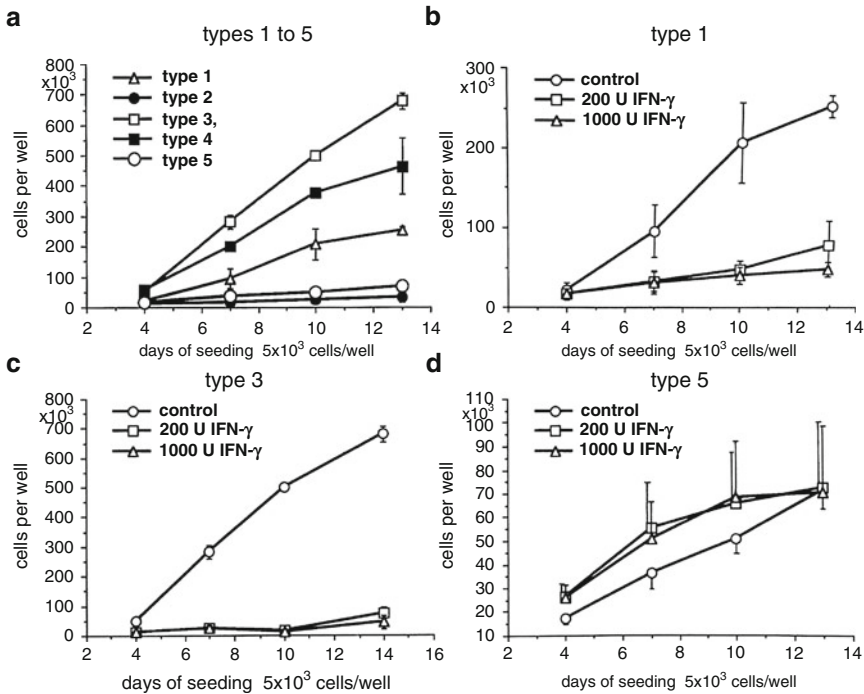 a
types 1 to 5
x10³
800
700
600
500
400
300
200
100
0
cells per well
type 1
type 2
type 3,
type 4
type 5
2 4 6 8 10 12 14
days of seeding 5x10³ cells/well
b
type 1
300
x10³
200
100
0
cells per well
control
200 U IFN-γ
1000 U IFN-γ
2 4 6 8 10 12 14
days of seeding 5x10³ cells/well
c
type 3
800
x10³
700
600
500
400
300
200
100
0
cells per well
control
200 U IFN-γ
1000 U IFN-γ
2 4 6 8 10 12 14 16
days of seeding 5x10³ cells/well
d
type 5
110
x10³
100
90
80
70
60
50
40
30
20
10
cells per well
control
200 U IFN-γ
1000 U IFN-γ
2 4 6 8 10 12 14
days of seeding 5x10³ cells/well